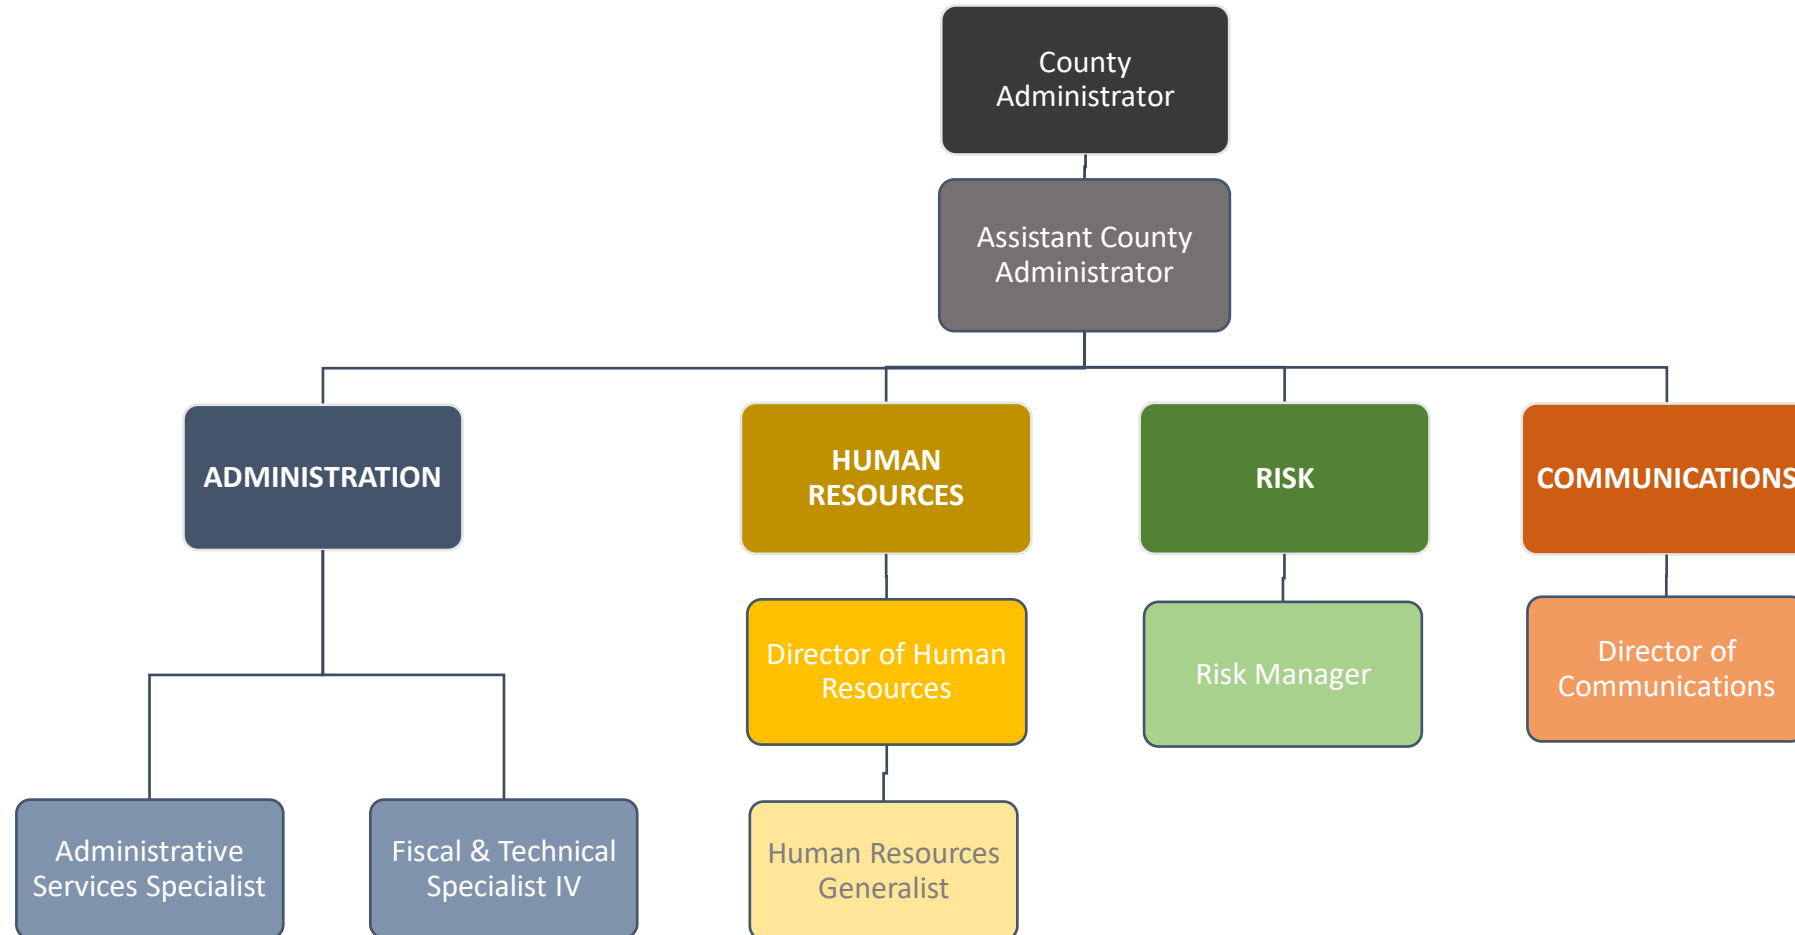 County
Administrator
Assistant County
Administrator
ADMINISTRATION
HUMAN
RESOURCES
RISK
COMMUNICATIONS
Director of Human
Resources
Risk Manager
Director of
Communications
Administrative
Services Specialist
Fiscal & Technical
Specialist IV
Human Resources
Generalist